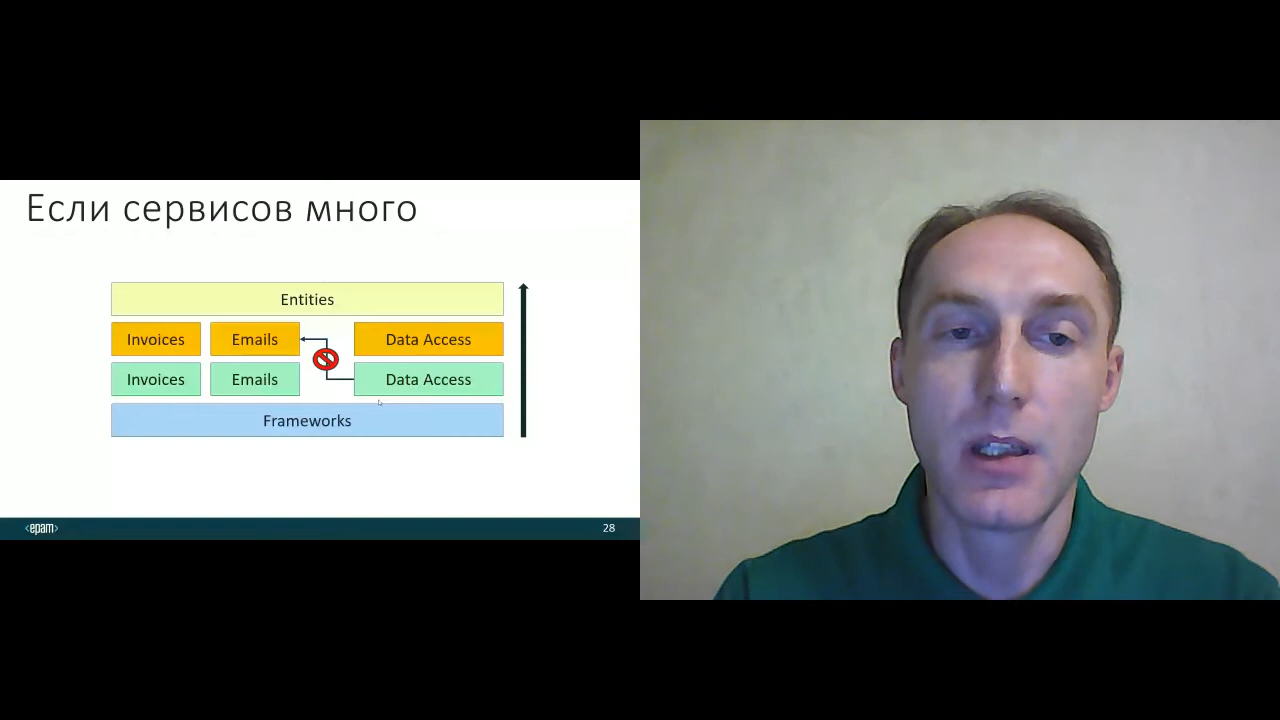 Если сервисов много
Entities
Invoices Emails Data Access
Invoices Emails Data Access
Frameworks
<epam> 28